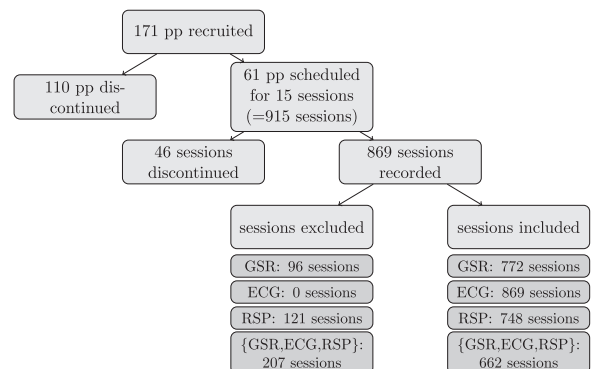 171 pp recruited
110 pp dis-
continued
61 pp scheduled
for 15 sessions
(=915 sessions)
46 sessions
discontinued
869 sessions
recorded
sessions excluded
GSR: 96 sessions
ECG: 0 sessions
RSP: 121 sessions
{GSR,ECG,RSP}:
207 sessions
sessions included
GSR: 772 sessions
ECG: 869 sessions
RSP: 748 sessions
{GSR,ECG,RSP}:
662 sessions